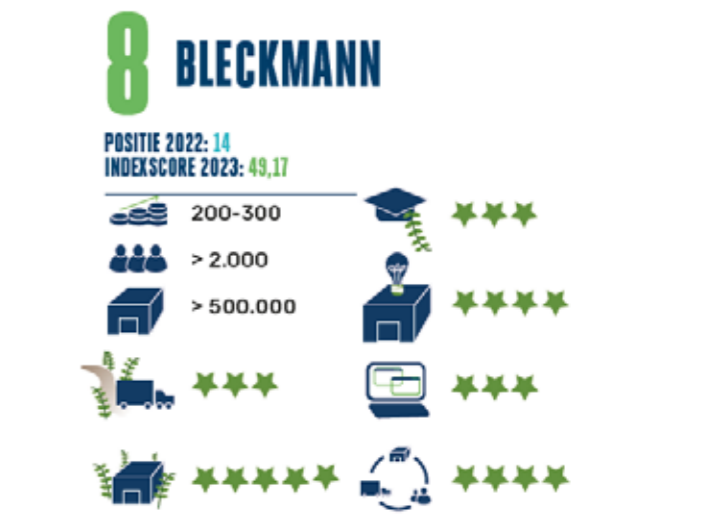 8 BLECKMANN
POSITIE 2022: 14
INDEXSCORE 2023: 49,17
200-300
> 2.000
> 500.000